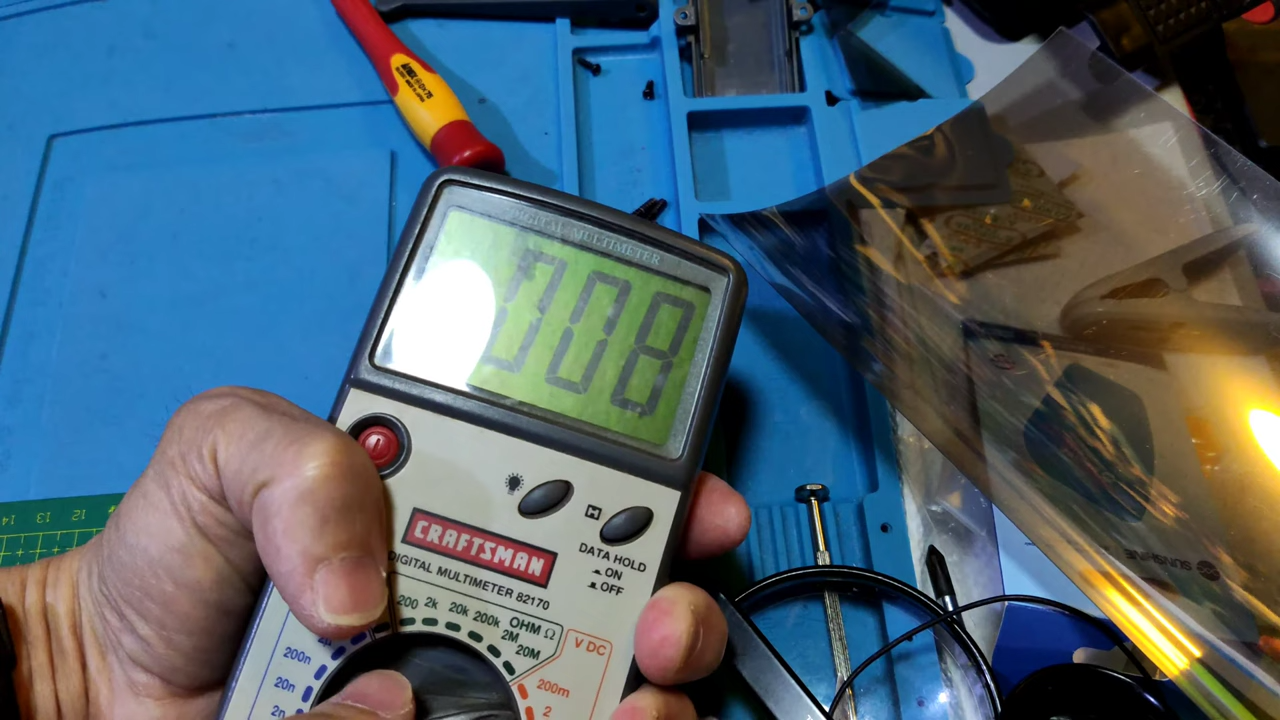 DIGITAL MULTIMETER
008
CRAFTSMAN
DIGITAL MULTIMETER 82170
DATA HOLD
ON
OFF
200 2k 20k 200k 2M 20M
OHM Ω
V DC
200m
2
200n
20n
2n
14 13 12
SUNSHINE